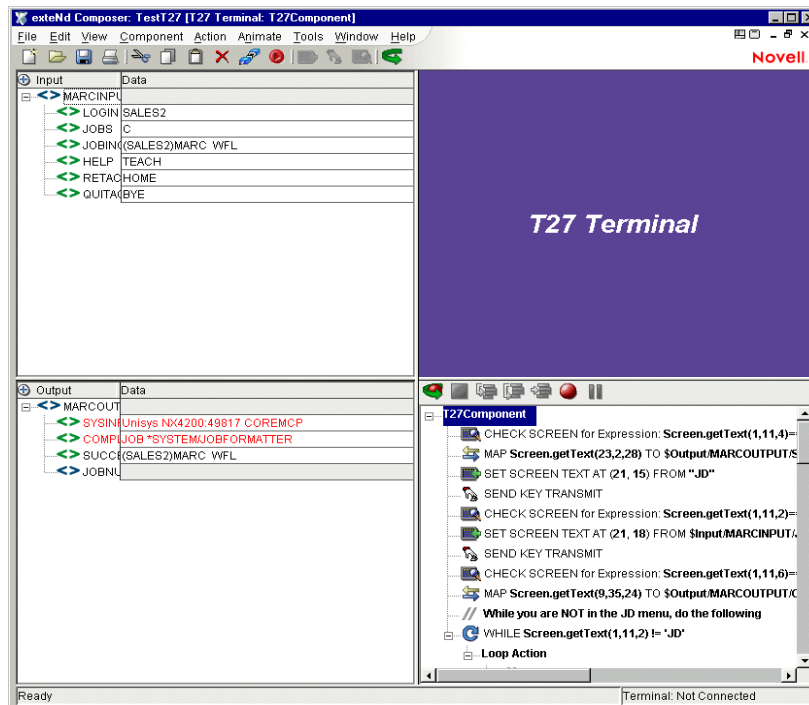 exteNd Composer: TestT27 [T27 Terminal: T27Component]
File Edit View Component Action Animate Tools Window Help
Novell
Input Data
MARCINPU
LOGIN SALES2
JOBS C
JOBIN (SALES2)MARC WFL
HELP TEACH
RETAC HOME
QUITA BYE
T27 Terminal
Output Data
MARCOUT
SYSIN Unisys NX4200:49817 COREMCP
COMPL JOB *SYSTEM/JOBFORMATTER
SUCCE (SALES2)MARC WFL
JOBNU
T27Component
CHECK SCREEN for Expression: Screen.getText(1,11,4)==
MAP Screen.getText(23,2,28) TO $Output/MARCOUTPUT/S
SET SCREEN TEXT AT (21, 15) FROM "JD"
SEND KEY TRANSMIT
CHECK SCREEN for Expression: Screen.getText(1,11,2)==
SET SCREEN TEXT AT (21, 18) FROM $Input/MARCINPUT/
SEND KEY TRANSMIT
CHECK SCREEN for Expression: Screen.getText(1,11,6)==
MAP Screen.getText(9,35,24) TO $Output/MARCOUTPUT/C
// While you are NOT in the JD menu, do the following
WHILE Screen.getText(1,11,2) != 'JD'
Loop Action
Ready
Terminal: Not Connected